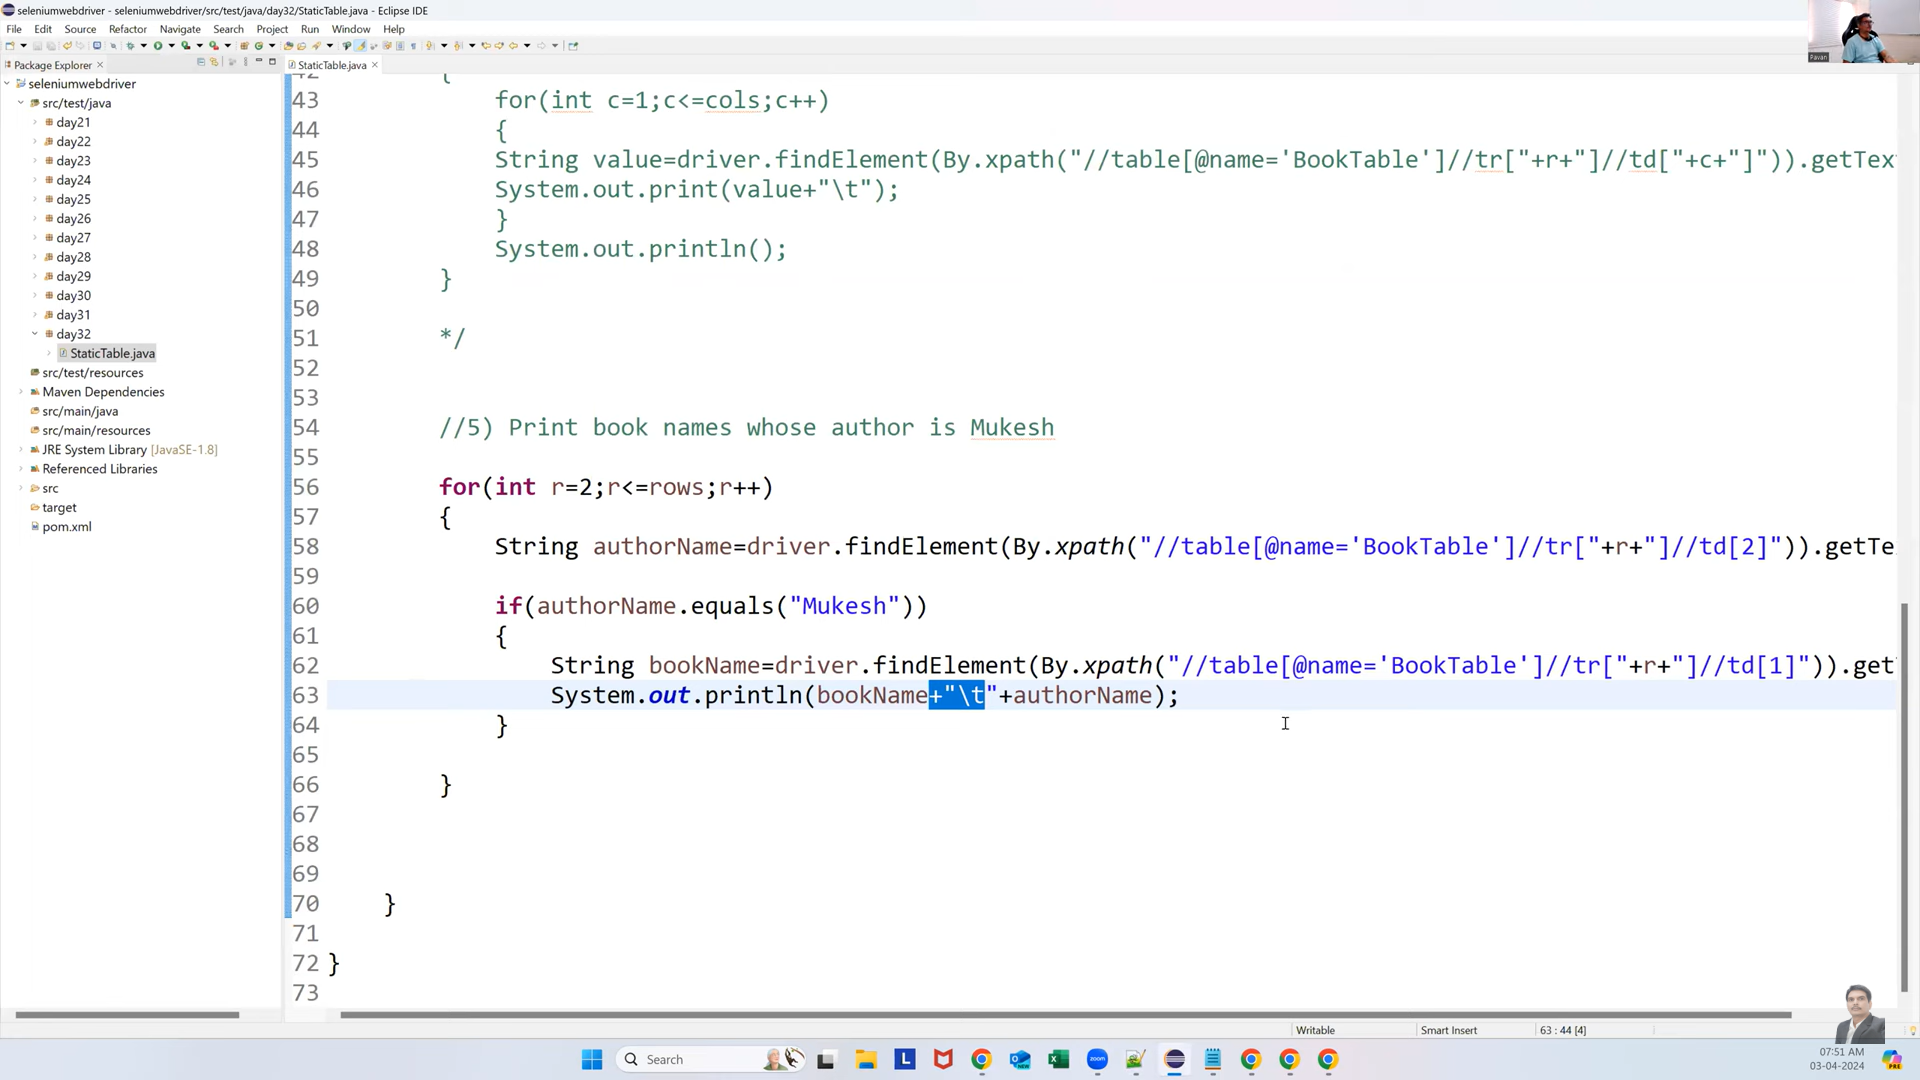 seleniumwebdriver - seleniumwebdriver/src/test/java/day32/StaticTable.java - Eclipse IDE
File Edit Source Refactor Navigate Search Project Run Window Help
Package Explorer
StaticTable.java
seleniumwebdriver
src/test/java
day21
day22
day23
day24
day25
day26
day27
day28
day29
day30
day31
day32
StaticTable.java
src/test/resources
Maven Dependencies
src/main/java
src/main/resources
JRE System Library [JavaSE-1.8]
Referenced Libraries
src
target
pom.xml
42 {
43 for(int c=1;c<=cols;c++)
44 {
45 String value=driver.findElement(By.xpath("//table[@name='BookTable']//tr["+r+"]//td["+c+"]")).getTex
46 System.out.print(value+"\t");
47 }
48 System.out.println();
49 }
50
51 */
52
53
54 //5) Print book names whose author is Mukesh
55
56 for(int r=2;r<=rows;r++)
57 {
58 String authorName=driver.findElement(By.xpath("//table[@name='BookTable']//tr["+r+"]//td[2]")).getTe
59
60 if(authorName.equals("Mukesh"))
61 {
62 String bookName=driver.findElement(By.xpath("//table[@name='BookTable']//tr["+r+"]//td[1]")).get
63 System.out.println(bookName+"\t"+authorName);
64 }
65
66 }
67
68
69
70 }
71
72 }
73
Pavan
Writable Smart Insert 63 : 44 [4]
Search
07:51 AM
03-04-2024